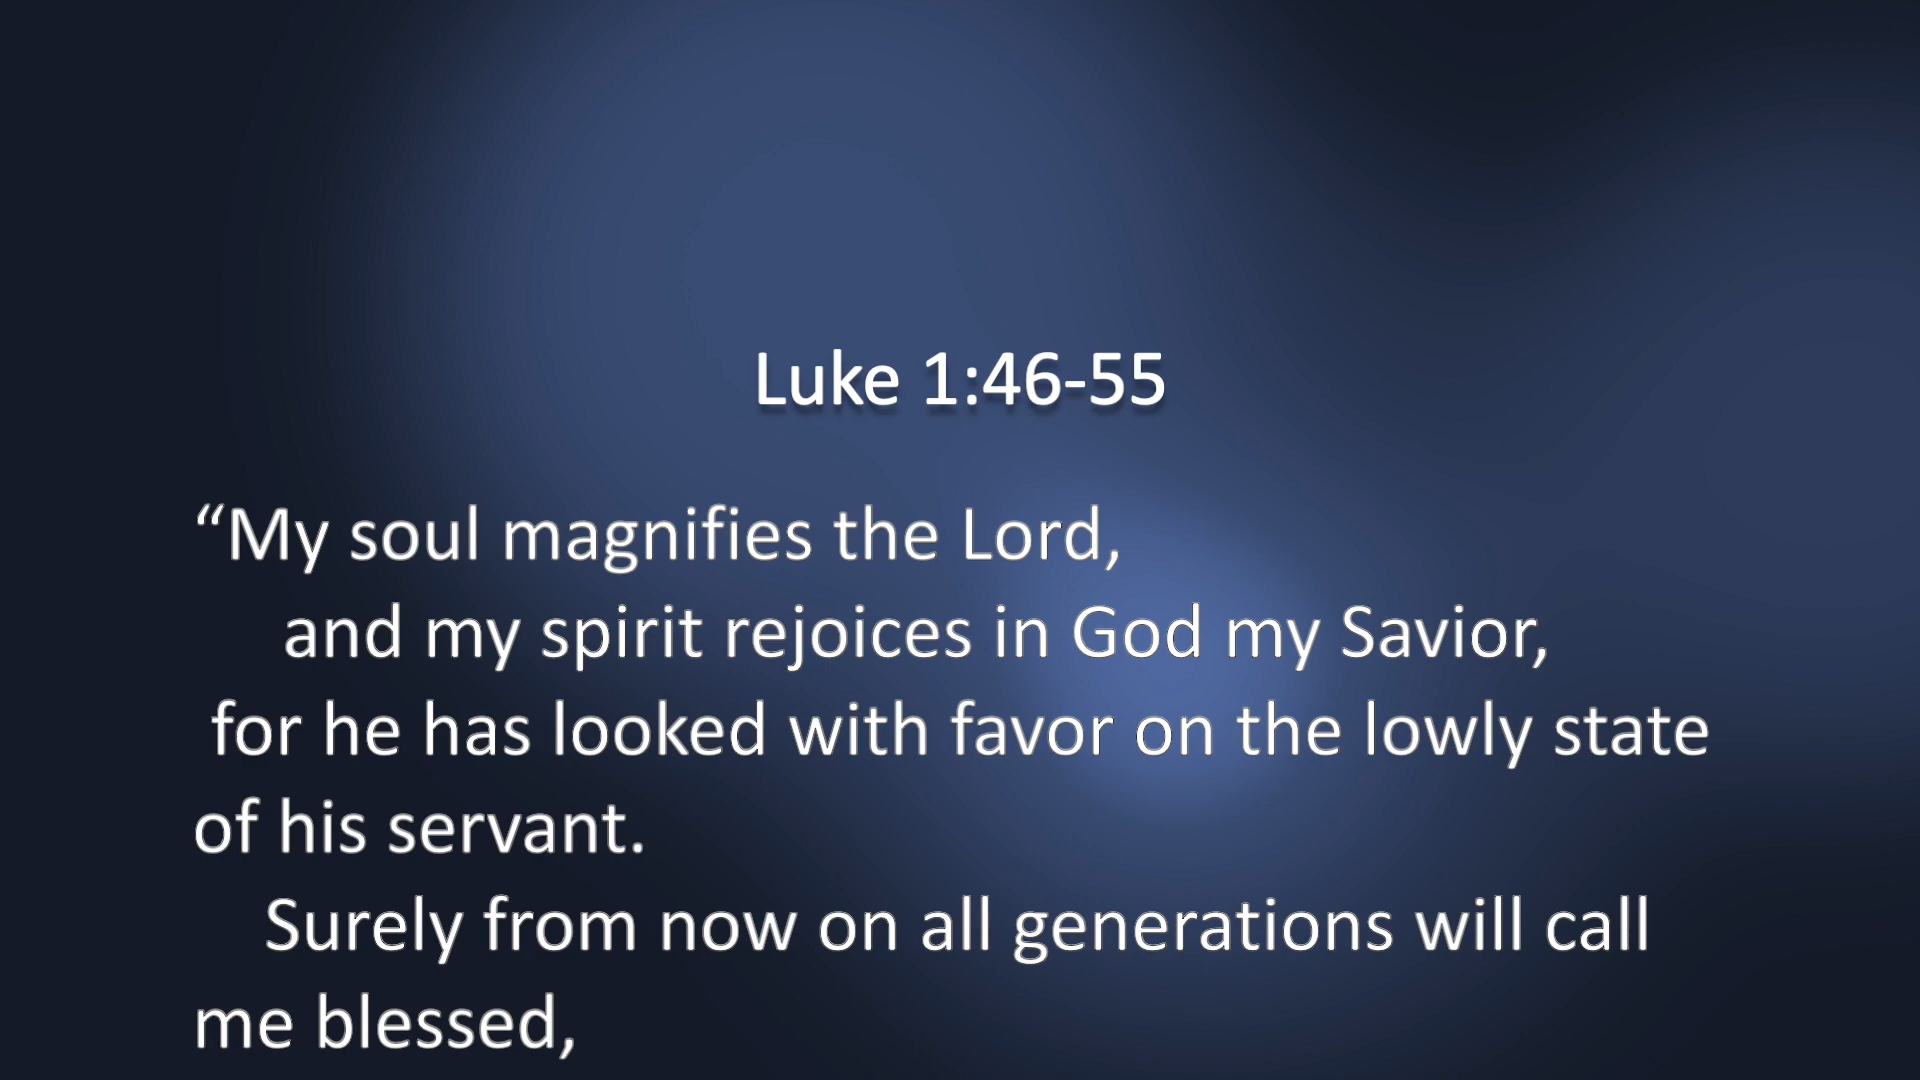 Luke 1:46-55
“My soul magnifies the Lord,
and my spirit rejoices in God my Savior,
for he has looked with favor on the lowly state
of his servant.
Surely from now on all generations will call
me blessed,